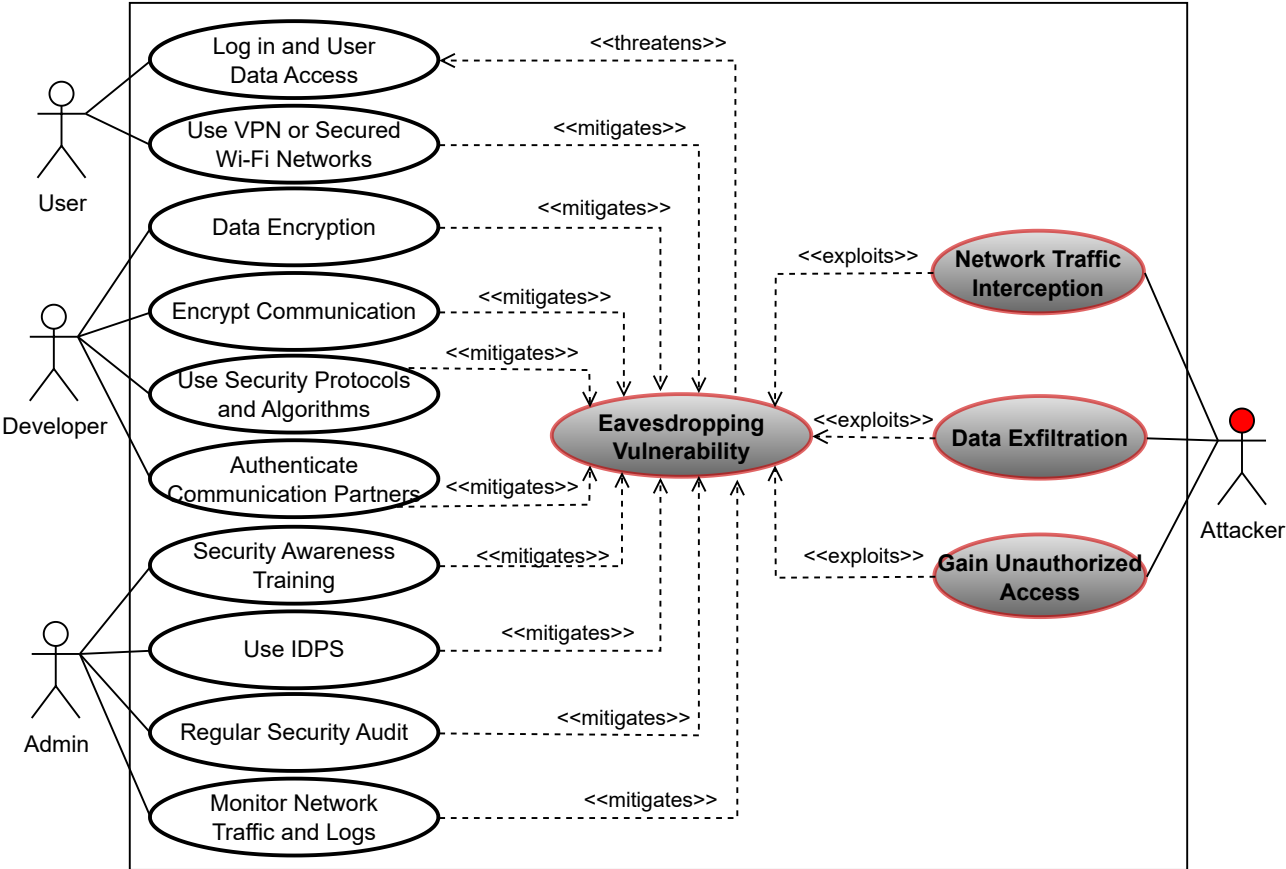 Log in and User
Data Access
<<threatens>>
Use VPN or Secured
Wi-Fi Networks
<<mitigates>>
User
Data Encryption
<<mitigates>>
Encrypt Communication
<<mitigates>>
Use Security Protocols
and Algorithms
<<mitigates>>
Developer
Authenticate
Communication Partners
<<mitigates>>
Security Awareness
Training
<<mitigates>>
Use IDPS
<<mitigates>>
Admin
Regular Security Audit
<<mitigates>>
Monitor Network
Traffic and Logs
<<mitigates>>
Eavesdropping
Vulnerability
<<exploits>>
Network Traffic
Interception
<<exploits>>
Data Exfiltration
<<exploits>>
Gain Unauthorized
Access
Attacker